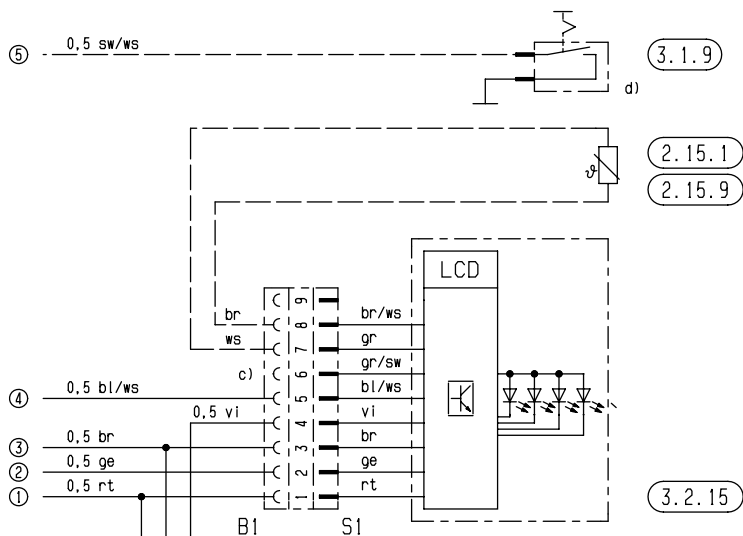 5 0,5 sw/ws 3.1.9
d)
2.15.1
ϑ
2.15.9
LCD
9
br 8 br/ws
ws 7 gr
c) 6 gr/sw
4 0,5 bl/ws 5 bl/ws
0,5 vi 4 vi
3 0,5 br 3 br
2 0,5 ge 2 ge
1 0,5 rt 1 rt 3.2.15
B1 S1